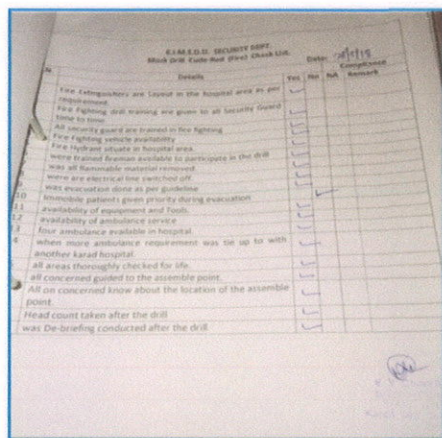 SECURITY DEPT.
Mock Drill Code Red (Fire) Check List.
Date:
Compliance
Details Yes No NA Remark
Fire Extinguishers are layout in the hospital area as per
requirement.
Fire Fighting drill training are given to all Security Guard
time to time
All security guard are trained in fire fighting
Fire Fighting vehicle availability
Fire Hydrant situate in hospital area.
were trained fireman available to participate in the drill
was all flammable material removed
were are electrical line switched off.
was evacuation done as per guideline
10 Immobile patients given priority during evacuation
11 availability of equipment and Tools.
12 availability of ambulance service
3 four ambulance available in hospital.
4 when more ambulance requirement was tie up to with
another karad hospital.
all areas thoroughly checked for life.
all concerned guided to the assemble point.
All on concerned know about the location of the assemble
point.
Head count taken after the drill
was De-briefing conducted after the drill